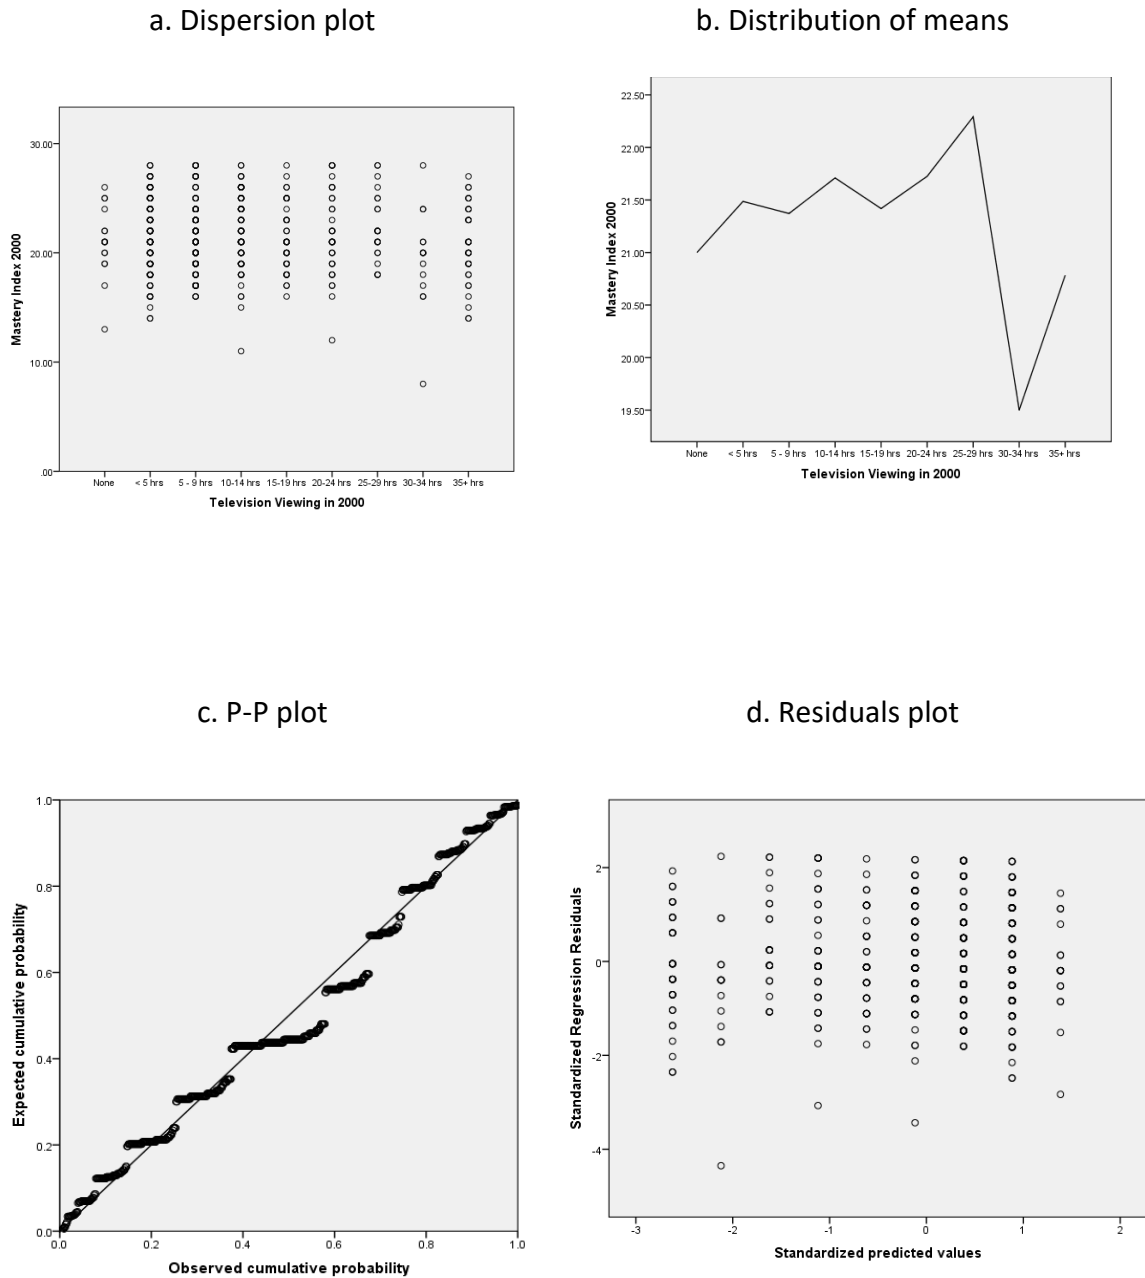 a. Dispersion plot
b. Distribution of means
30.00
20.00
10.00
.00
Mastery Index 2000
None < 5 hrs 5 - 9 hrs 10-14 hrs 15-19 hrs 20-24 hrs 25-29 hrs 30-34 hrs 35+ hrs
Television Viewing in 2000
22.50
22.00
21.50
21.00
20.50
20.00
19.50
Mastery Index 2000
None < 5 hrs 5 - 9 hrs 10-14 hrs 15-19 hrs 20-24 hrs 25-29 hrs 30-34 hrs 35+ hrs
Television Viewing in 2000
c. P-P plot
d. Residuals plot
1.0
0.8
0.6
0.4
0.2
0.0
Expected cumulative probability
0.0 0.2 0.4 0.6 0.8 1.0
Observed cumulative probability
2
0
-2
-4
Standardized Regression Residuals
-3 -2 -1 0 1 2
Standardized predicted values